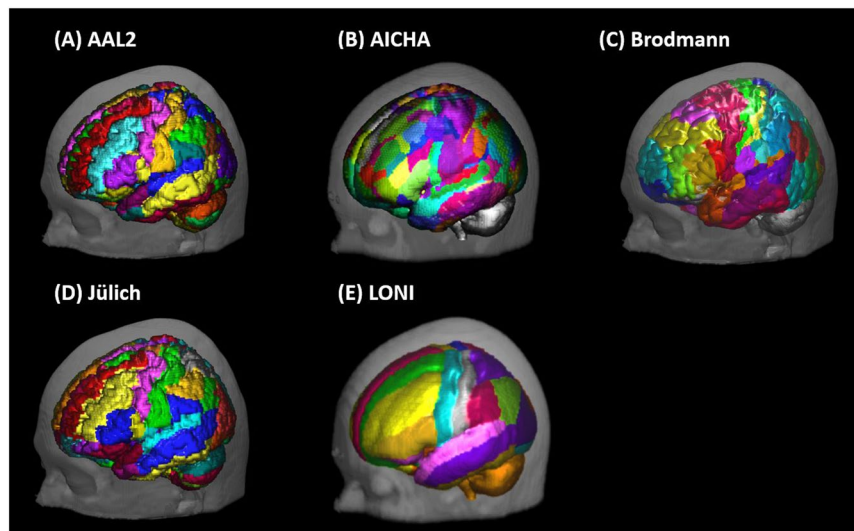 (A) AAL2
(B) AICHA
(C) Brodmann
(D) Jülich
(E) LONI